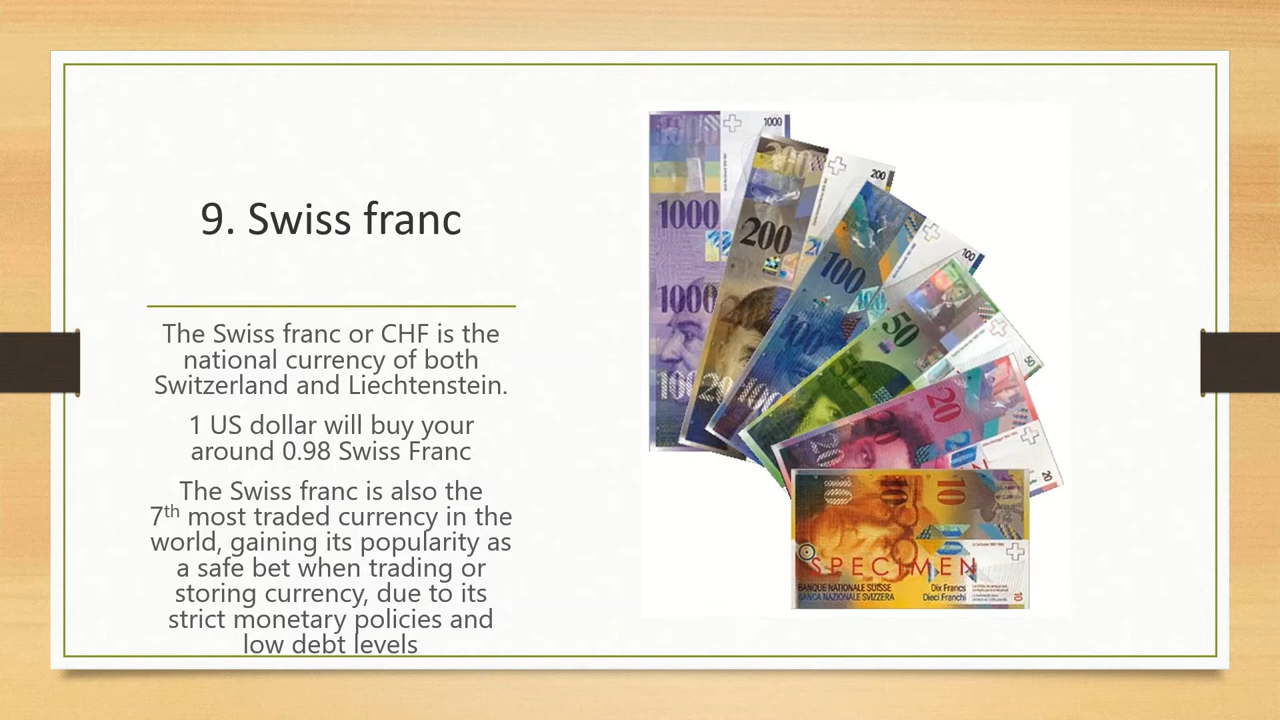 9. Swiss franc
The Swiss franc or CHF is the
national currency of both
Switzerland and Liechtenstein.
1 US dollar will buy your
around 0.98 Swiss Franc
The Swiss franc is also the
7th most traded currency in the
world, gaining its popularity as
a safe bet when trading or
storing currency, due to its
strict monetary policies and
low debt levels
1000
1000
1000
200
200
200
100
100
100
50
50
20
20
20
20
10
10
10
SPECIMEN
BANQUE NATIONALE SUISSE
BANCA NAZIONALE SVIZZERA
Dix Francs
Dieci Franchi
10